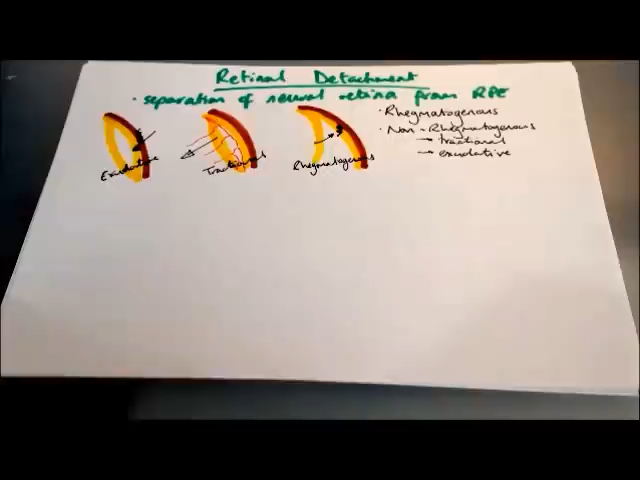 Retinal Detachment
· separation of neural retina from RPE
· Rhegmatogenous
· Non-Rhegmatogenous
→ tractional
→ exudative
Exudative
Tractional
Rhegmatogenous